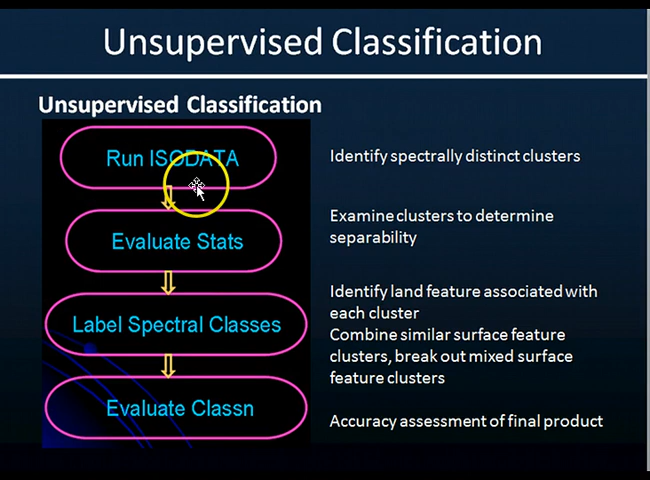 Unsupervised Classification
Unsupervised Classification
Run ISODATA
Identify spectrally distinct clusters
Evaluate Stats
Examine clusters to determine
separability
Label Spectral Classes
Identify land feature associated with
each cluster
Combine similar surface feature
clusters, break out mixed surface
feature clusters
Evaluate Classn
Accuracy assessment of final product